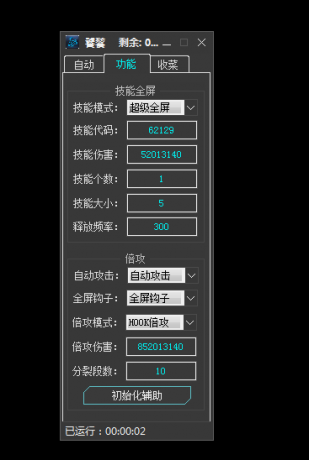 饕餮 剩余: 0...
自动 功能 收菜
技能全屏
技能模式: 超级全屏
技能代码: 62129
技能伤害: 52013140
技能个数: 1
技能大小: 5
释放频率: 300
倍攻
自动攻击: 自动攻击
全屏钩子: 全屏钩子
倍攻模式: HOOK倍攻
倍攻伤害: 852013140
分裂段数: 10
初始化辅助
已运行：00:00:02